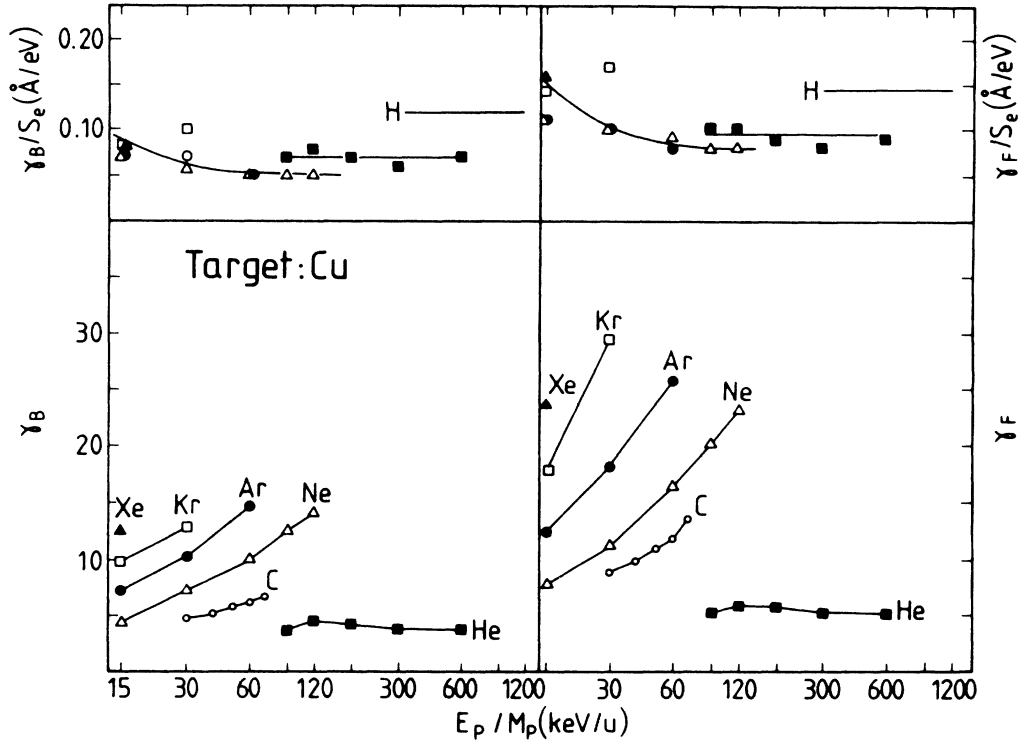 γB/Se(Å/eV)
0.20
0.10
H
H
γF/Se(Å/eV)
Target:Cu
γB
30
20
10
Xe
Kr
Ar
Ne
C
He
Xe
Kr
Ar
Ne
C
He
γF
15 30 60 120 300 600 1200
30 60 120 300 600 1200
Ep/Mp(keV/u)